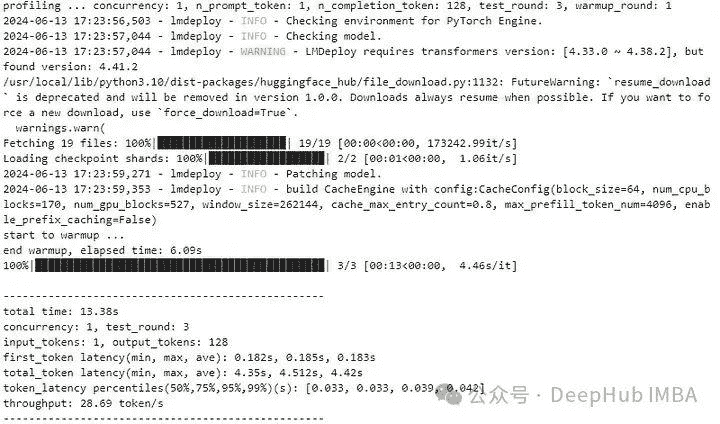 profiling ... concurrency: 1, n_prompt_token: 1, n_completion_token: 128, test_round: 3, warmup_round: 1
2024-06-13 17:23:56,503 - lmdeploy - INFO - Checking environment for PyTorch Engine.
2024-06-13 17:23:57,044 - lmdeploy - INFO - Checking model.
2024-06-13 17:23:57,044 - lmdeploy - WARNING - LMDeploy requires transformers version: [4.33.0 ~ 4.38.2], but
found version: 4.41.2
/usr/local/lib/python3.10/dist-packages/huggingface_hub/file_download.py:1132: FutureWarning: `resume_download
` is deprecated and will be removed in version 1.0.0. Downloads always resume when possible. If you want to fo
rce a new download, use `force_download=True`.
warnings.warn(
Fetching 19 files: 100%| | 19/19 [00:00<00:00, 173242.99it/s]
Loading checkpoint shards: 100%| | 2/2 [00:01<00:00, 1.06it/s]
2024-06-13 17:23:59,271 - lmdeploy - INFO - Patching model.
2024-06-13 17:23:59,353 - lmdeploy - INFO - build CacheEngine with config:CacheConfig(block_size=64, num_cpu_b
locks=170, num_gpu_blocks=527, window_size=262144, cache_max_entry_count=0.8, max_prefill_token_num=4096, enab
le_prefix_caching=False)
start to warmup ...
end warmup, elapsed time: 6.09s
100%| | 3/3 [00:13<00:00, 4.46s/it]
--------------------------------------------------
total time: 13.38s
concurrency: 1, test_round: 3
input_tokens: 1, output_tokens: 128
first_token latency(min, max, ave): 0.182s, 0.185s, 0.183s
total_token latency(min, max, ave): 4.35s, 4.512s, 4.42s
token_latency percentiles(50%,75%,95%,99%)(s): [0.033, 0.033, 0.039, 0.042]
throughput: 28.69 token/s
--------------------------------------------------
公众号 · DeepHub IMBA